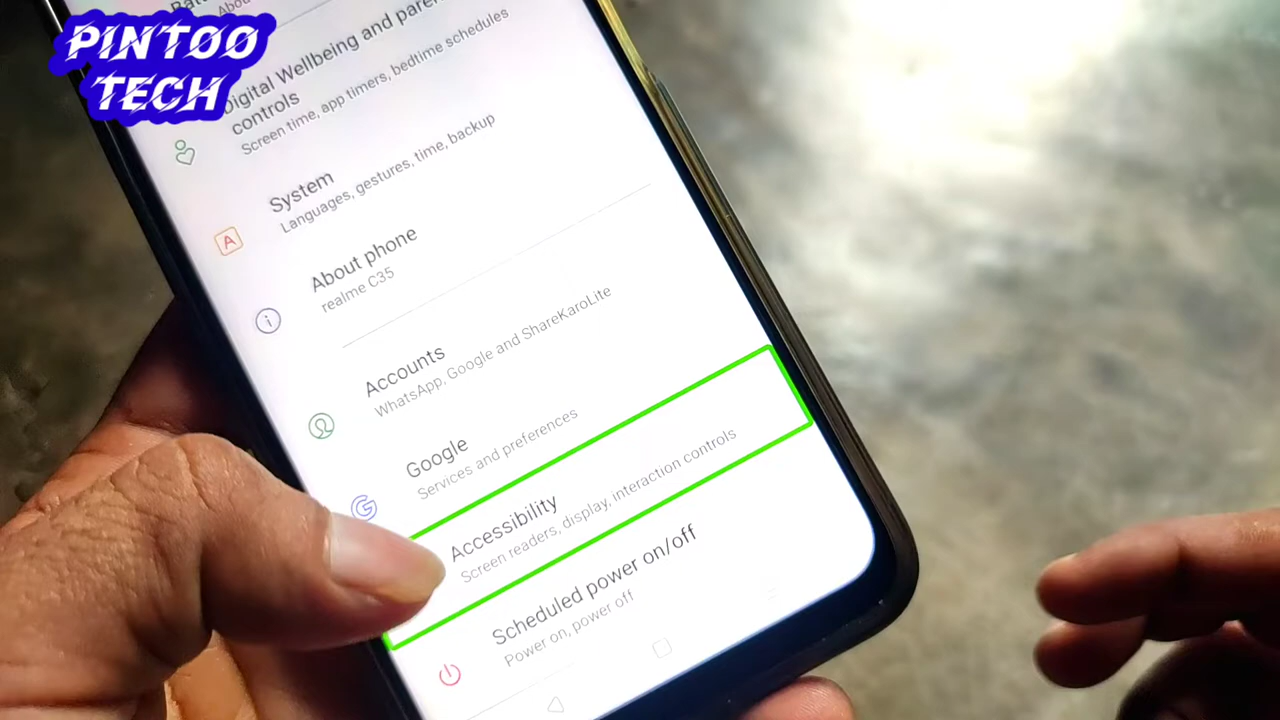 PINTOO
TECH
About
Digital Wellbeing and
controls
Screen time, app timers, bedtime schedules
System
Languages, gestures, time, backup
A
About phone
realme C35
Accounts
WhatsApp, Google and ShareKaroLite
Google
Services and preferences
Accessibility
Screen readers, display, interaction controls
Scheduled power on/off
Power on, power off